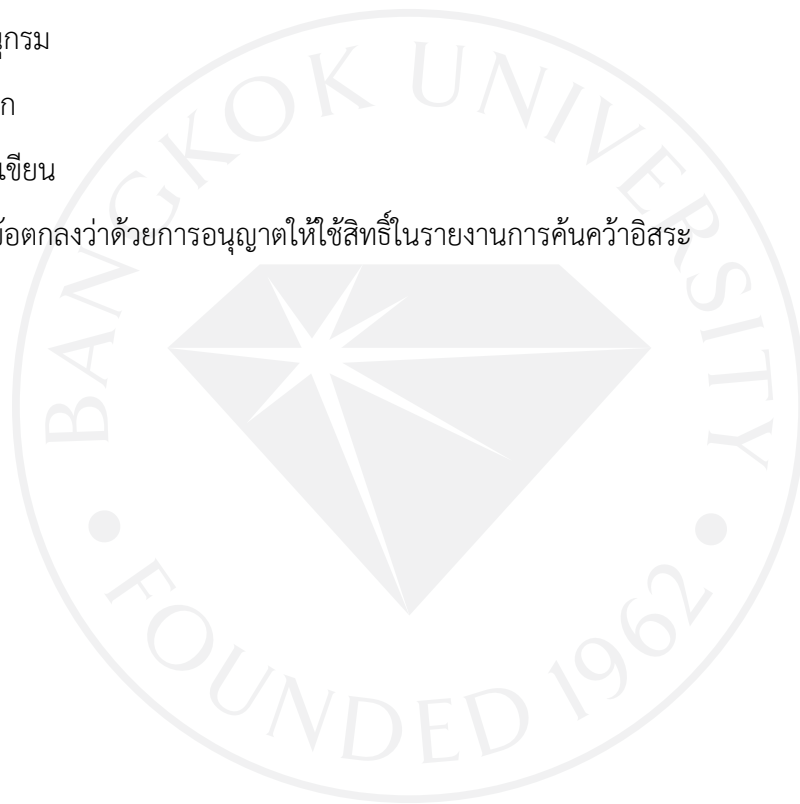 นุกรม
ก
เขียน
ข้อตกลงว่าด้วยการอนุญาตให้ใช้สิทธิ์ในรายงานการค้นคว้าอิสระ
BANGKOK UNIVERSITY
FOUNDED 1962